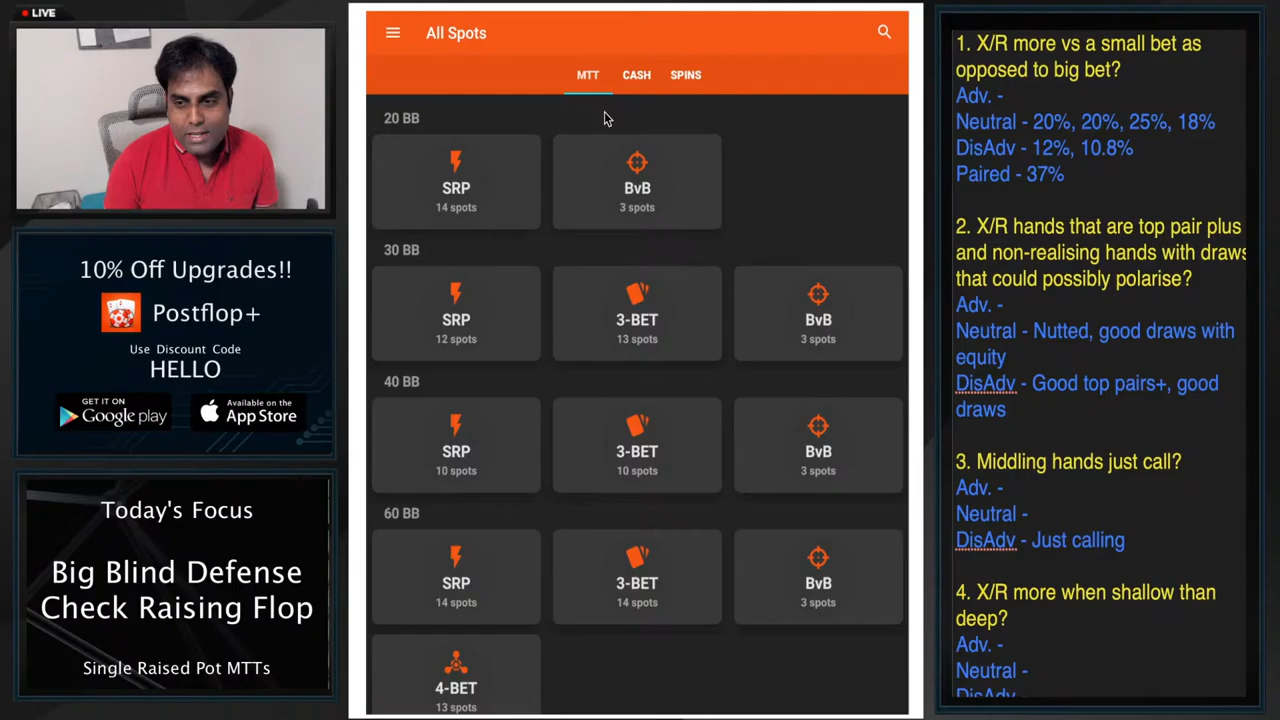 LIVE
10% Off Upgrades!!
Postflop+
Use Discount Code
HELLO
GET IT ON
Google play
Available on the
App Store
Today's Focus
Big Blind Defense
Check Raising Flop
Single Raised Pot MTTs
All Spots
MTT CASH SPINS
20 BB
SRP
14 spots
BvB
3 spots
30 BB
SRP
12 spots
3-BET
13 spots
BvB
3 spots
40 BB
SRP
10 spots
3-BET
10 spots
BvB
3 spots
60 BB
SRP
14 spots
3-BET
14 spots
BvB
3 spots
4-BET
13 spots
1. X/R more vs a small bet as
opposed to big bet?
Adv. -
Neutral - 20%, 20%, 25%, 18%
DisAdv - 12%, 10.8%
Paired - 37%
2. X/R hands that are top pair plus
and non-realising hands with draws
that could possibly polarise?
Adv. -
Neutral - Nutted, good draws with
equity
DisAdv - Good top pairs+, good
draws
3. Middling hands just call?
Adv. -
Neutral -
DisAdv - Just calling
4. X/R more when shallow than
deep?
Adv. -
Neutral -
DisAdv -